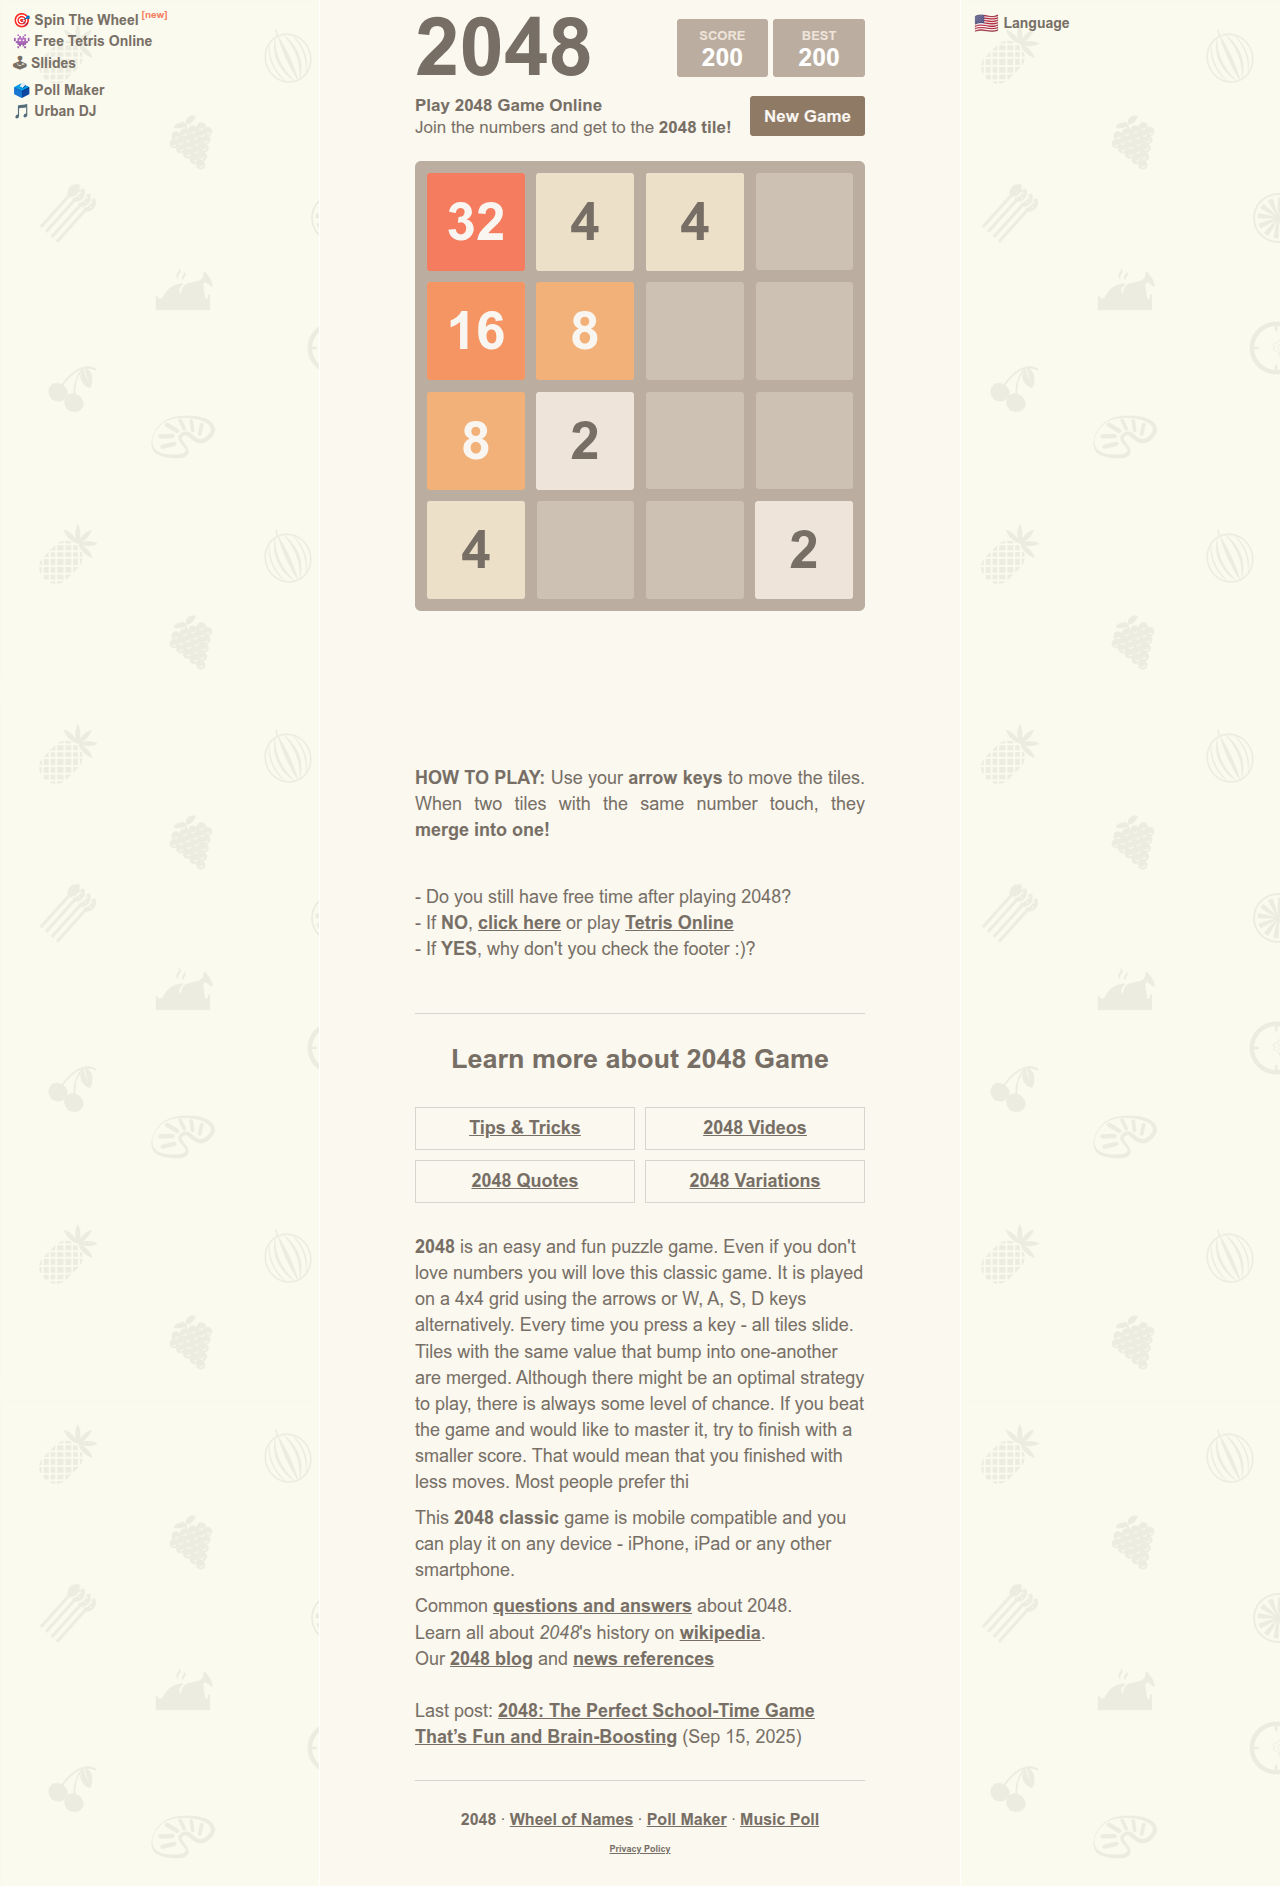 🎯 Spin The Wheel [new]
👾 Free Tetris Online
🕹 Sllides
🗳 Poll Maker
🎵 Urban DJ
2048
SCORE
200
BEST
200
🇺🇸 Language
Play 2048 Game Online
Join the numbers and get to the 2048 tile!
New Game
32 4 4
16 8
8 2
4 2
HOW TO PLAY: Use your arrow keys to move the tiles.
When two tiles with the same number touch, they
merge into one!
- Do you still have free time after playing 2048?
- If NO, click here or play Tetris Online
- If YES, why don't you check the footer :)?
Learn more about 2048 Game
Tips & Tricks
2048 Videos
2048 Quotes
2048 Variations
2048 is an easy and fun puzzle game. Even if you don't
love numbers you will love this classic game. It is played
on a 4x4 grid using the arrows or W, A, S, D keys
alternatively. Every time you press a key - all tiles slide.
Tiles with the same value that bump into one-another
are merged. Although there might be an optimal strategy
to play, there is always some level of chance. If you beat
the game and would like to master it, try to finish with a
smaller score. That would mean that you finished with
less moves. Most people prefer thi
This 2048 classic game is mobile compatible and you
can play it on any device - iPhone, iPad or any other
smartphone.
Common questions and answers about 2048.
Learn all about 2048's history on wikipedia.
Our 2048 blog and news references
Last post: 2048: The Perfect School-Time Game
That’s Fun and Brain-Boosting (Sep 15, 2025)
2048 · Wheel of Names · Poll Maker · Music Poll
Privacy Policy